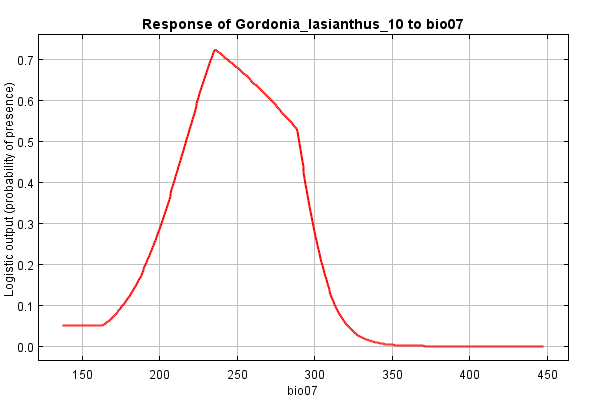 Response of Gordonia_lasianthus_10 to bio07
Logistic output (probability of presence)
0.7
0.6
0.5
0.4
0.3
0.2
0.1
0.0
150 200 250 300 350 400 450
bio07